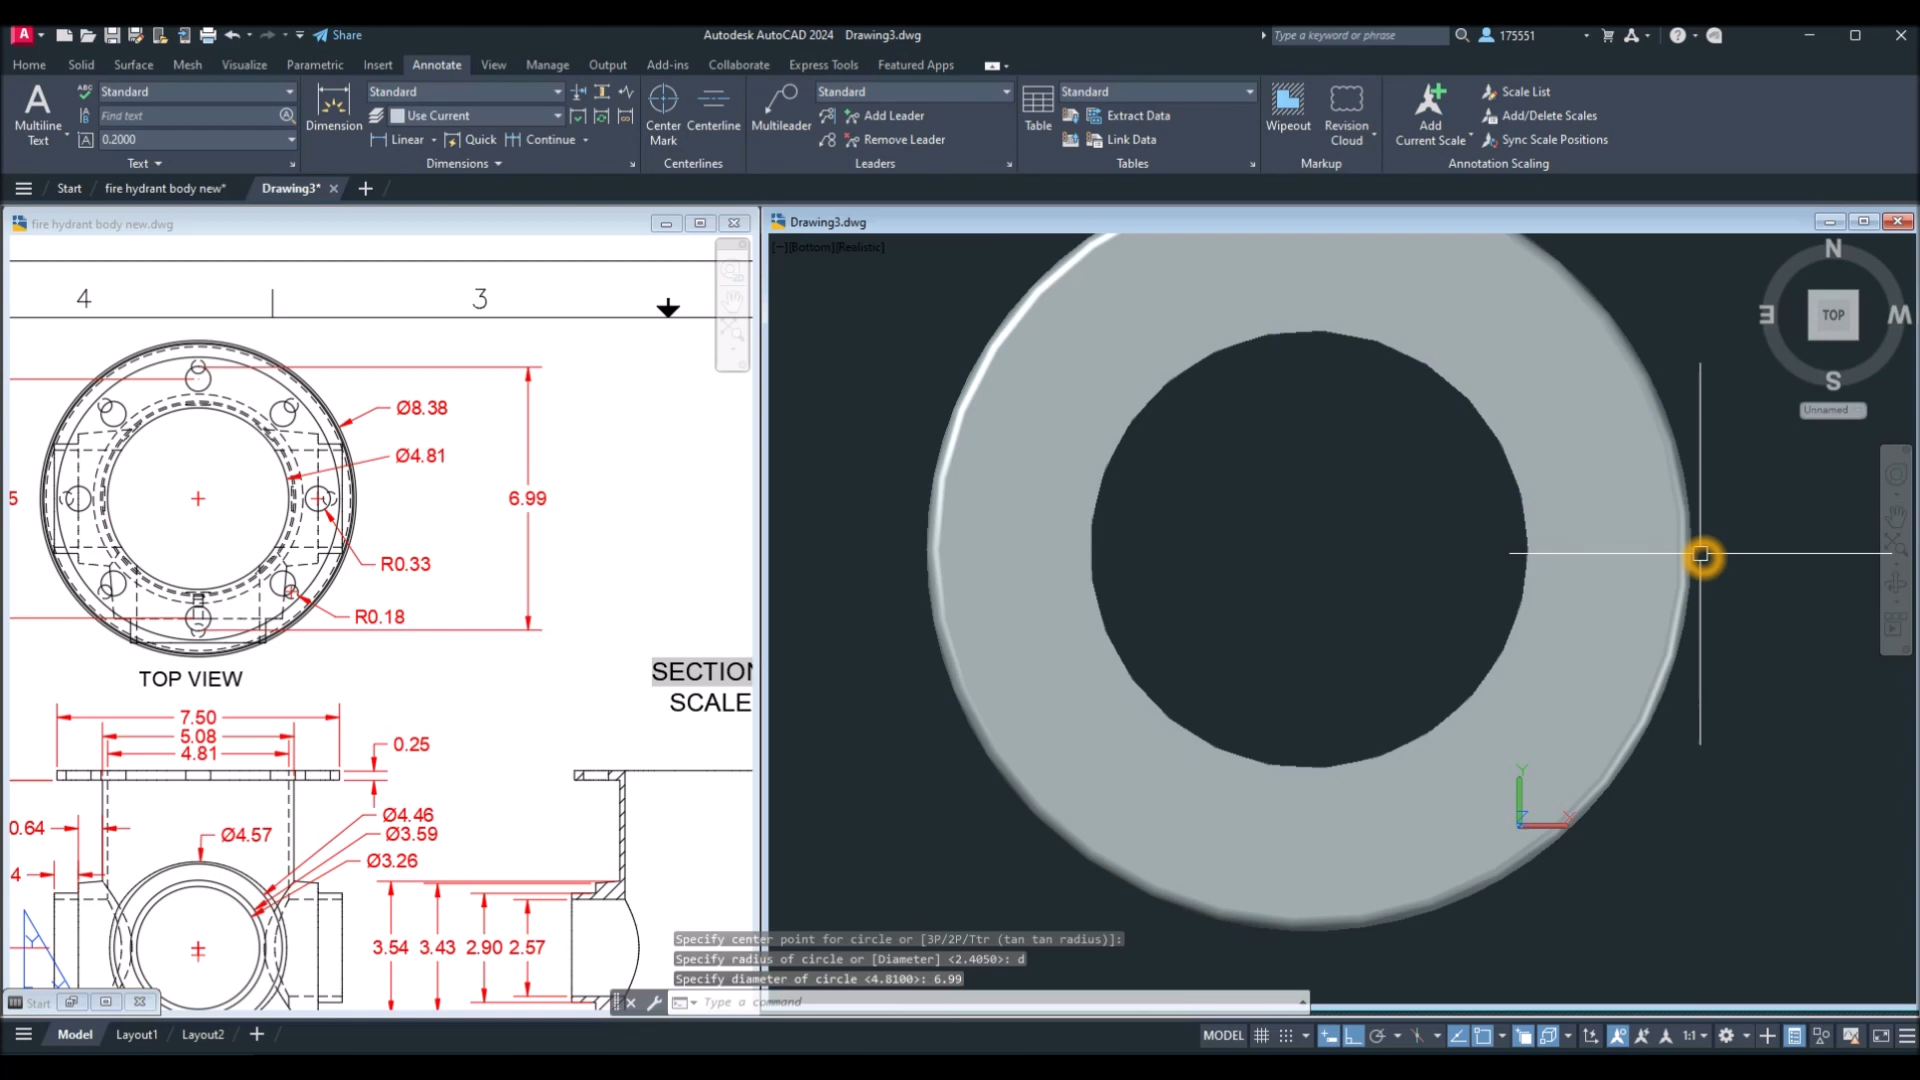 A Share Autodesk AutoCAD 2024 Drawing3.dwg Type a keyword or phrase 175551
Home Solid Surface Mesh Visualize Parametric Insert Annotate View Manage Output Add-ins Collaborate Express Tools Featured Apps
Standard Standard Standard Standard Scale List
Find text Use Current Add Leader Extract Data Add/Delete Scales
Multiline Text 0.2000 Dimension Linear Quick Continue Center Mark Centerline Multileader Remove Leader Table Link Data Wipeout Revision Cloud Add Current Scale Sync Scale Positions
Text Dimensions Centerlines Leaders Tables Markup Annotation Scaling
Start fire hydrant body new* Drawing3*
fire hydrant body new.dwg
Drawing3.dwg
[−][Bottom][Realistic]
N
E TOP W
S
Unnamed
4 3
Ø8.38
Ø4.81
5 6.99
R0.33
R0.18
TOP VIEW
SECTION
SCALE
7.50
5.08
4.81
0.25
Ø4.46
0.64 Ø4.57 Ø3.59
Ø3.26
4
3.54 3.43 2.90 2.57
Y
Y
X
Z
Specify center point for circle or [3P/2P/Ttr (tan tan radius)]:
Specify radius of circle or [Diameter] <2.4050>: d
Specify diameter of circle <4.8100>: 6.99
Start Type a command
Model Layout1 Layout2 MODEL 1:1